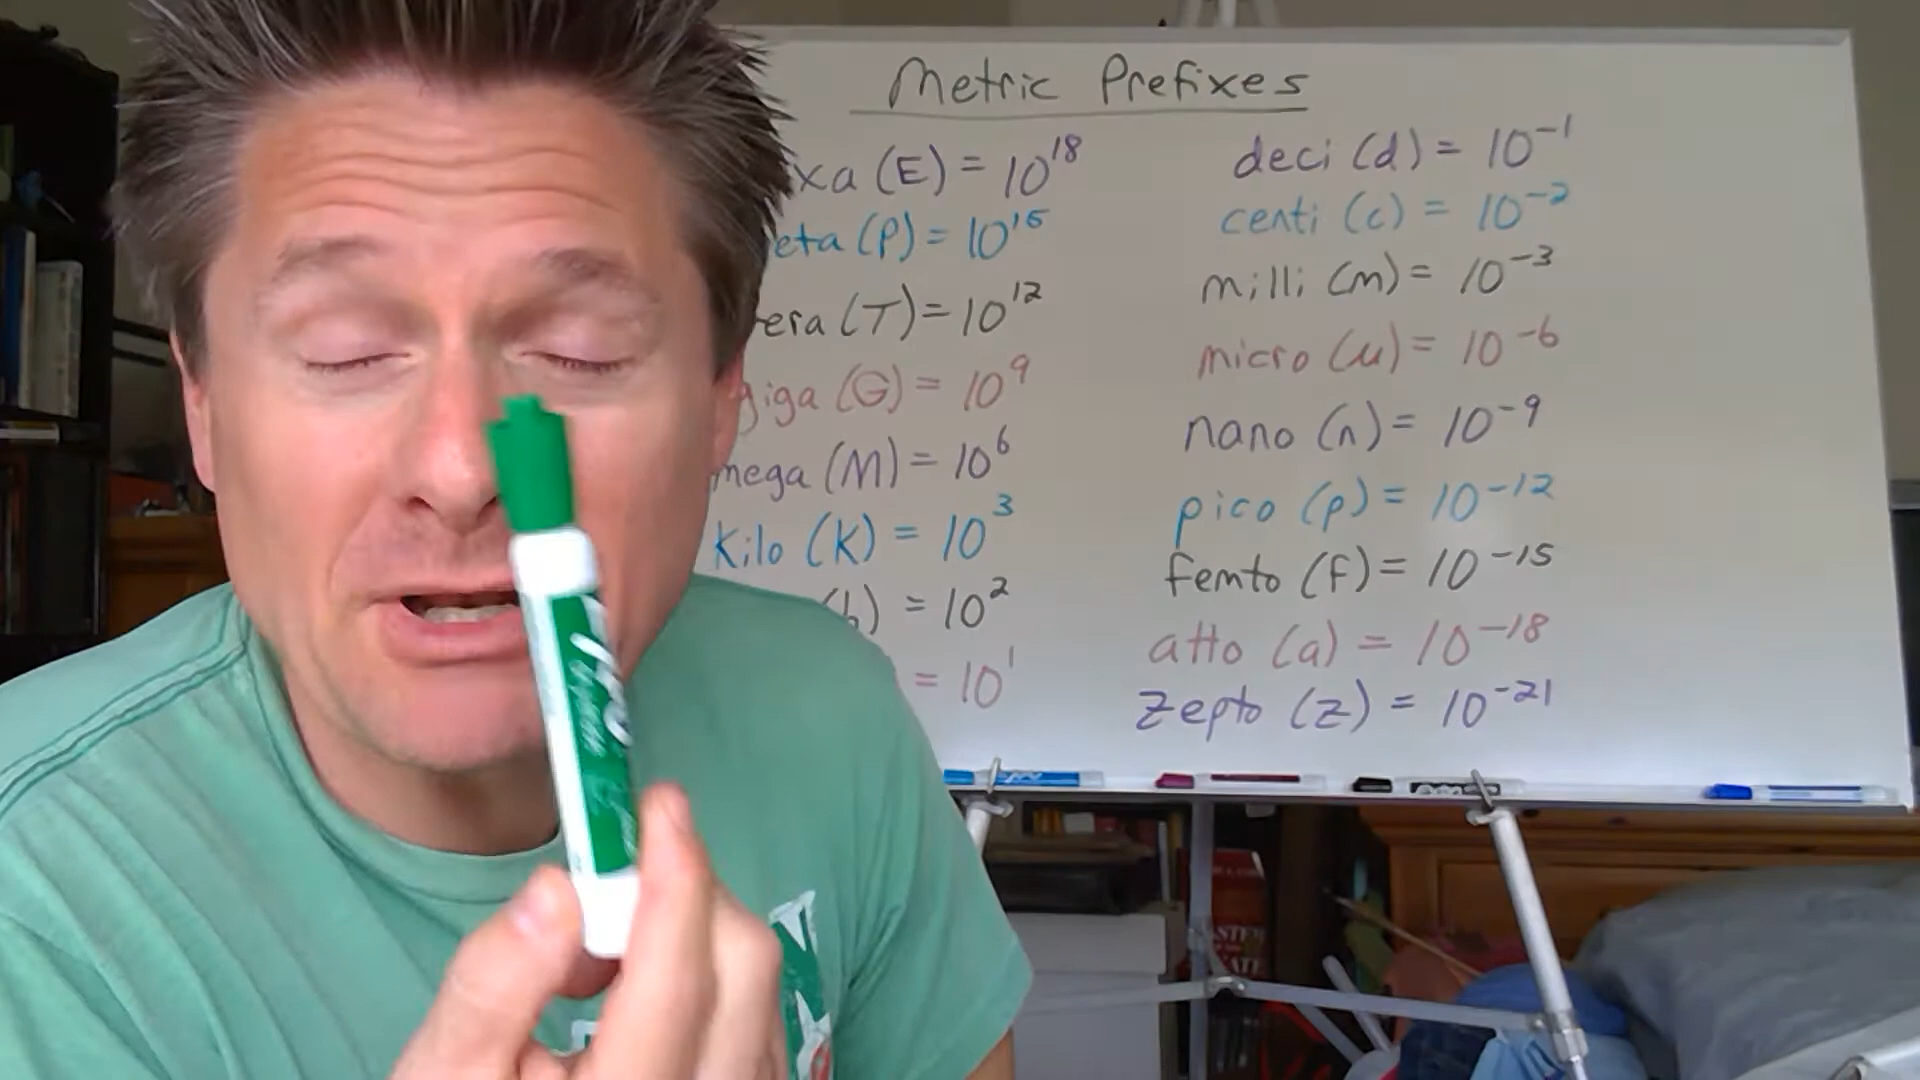 Metric Prefixes
xa (E) = 10^18
eta (P) = 10^15
era (T) = 10^12
giga (G) = 10^9
mega (M) = 10^6
Kilo (K) = 10^3
(h) = 10^2
= 10^1
deci (d) = 10^-1
centi (c) = 10^-2
milli (m) = 10^-3
micro (μ) = 10^-6
nano (n) = 10^-9
pico (p) = 10^-12
femto (f) = 10^-15
atto (a) = 10^-18
Zepto (z) = 10^-21